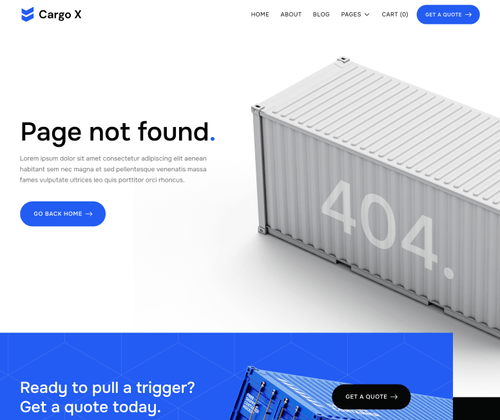 Cargo X
HOME ABOUT BLOG PAGES CART (0) GET A QUOTE
Page not found.
Lorem ipsum dolor sit amet consectetur adipiscing elit aenean
habitant sem nec magna et sed pellentesque venenatis massa
fames vulputate ultrices leo quis porttitor orci rhoncus.
GO BACK HOME
404.
Ready to pull a trigger?
Get a quote today.
GET A QUOTE